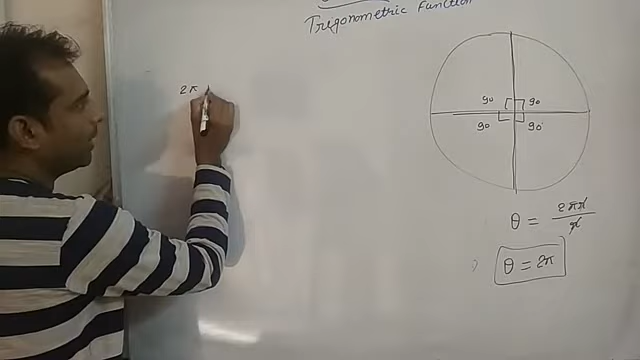 Trigonometric Function
2π
90 90
90 90
θ = 2πr/r
θ = 2π